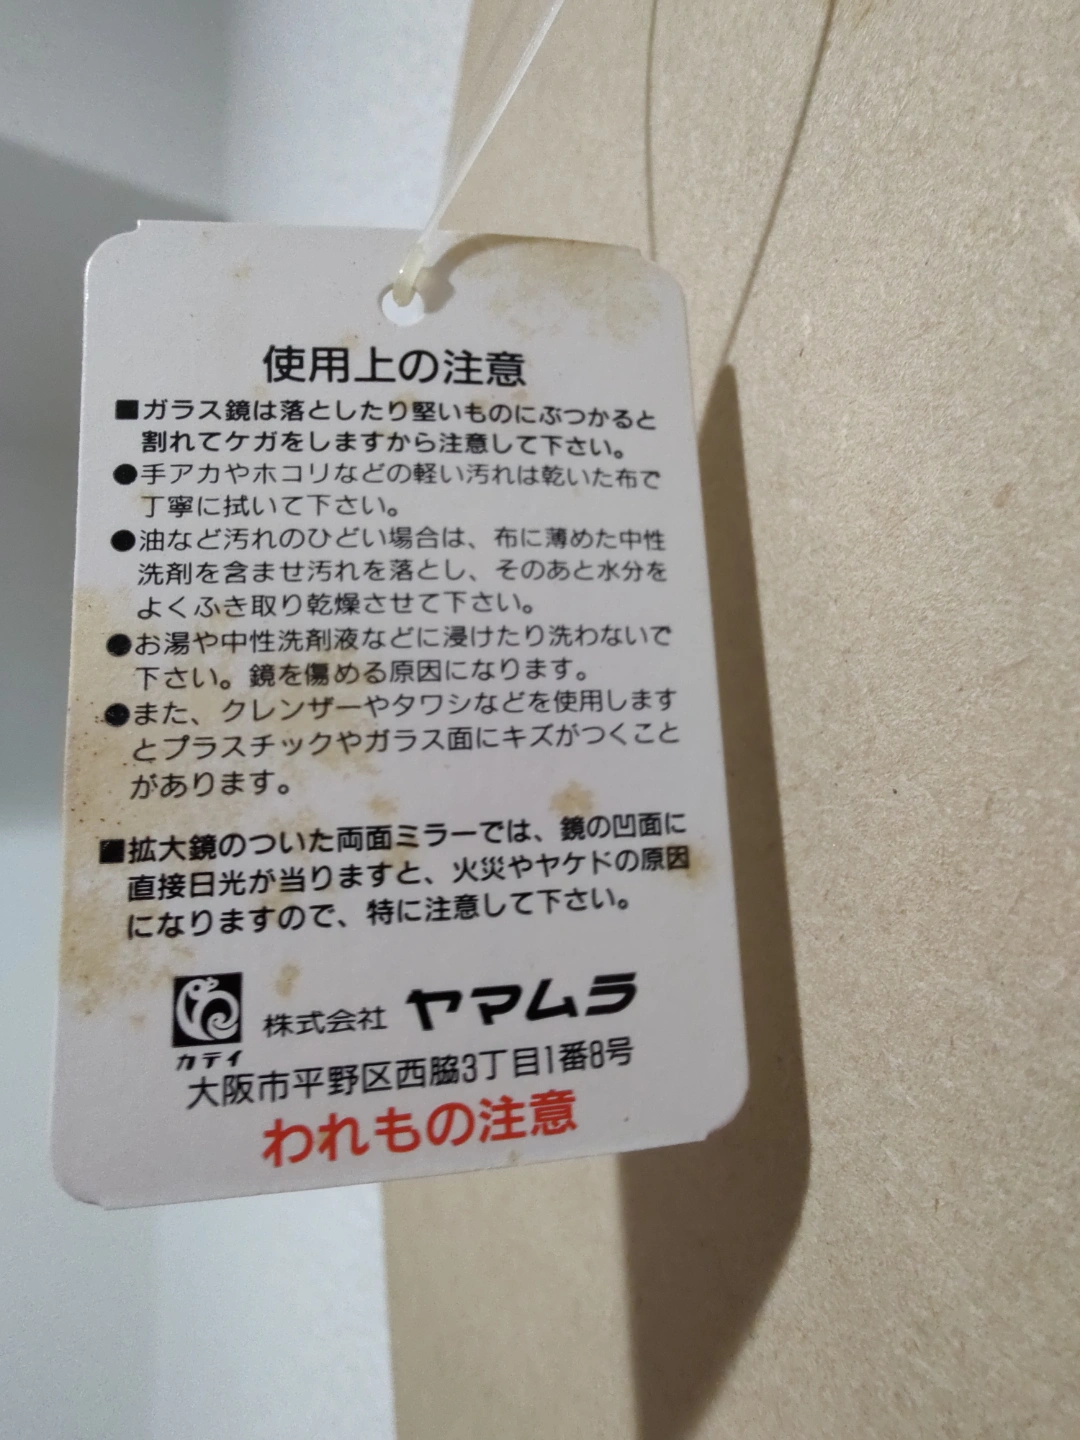 使用上の注意
■ガラス鏡は落としたり堅いものにぶつかると
割れてケガをしますから注意して下さい。
●手アカやホコリなどの軽い汚れは乾いた布で
丁寧に拭いて下さい。
●油など汚れのひどい場合は、布に薄めた中性
洗剤を含ませ汚れを落とし、そのあと水分を
よくふき取り乾燥させて下さい。
●お湯や中性洗剤液などに浸けたり洗わないで
下さい。鏡を傷める原因になります。
●また、クレンザーやタワシなどを使用します
とプラスチックやガラス面にキズがつくこと
があります。
■拡大鏡のついた両面ミラーでは、鏡の凹面に
直接日光が当りますと、火災やヤケドの原因
になりますので、特に注意して下さい。
株式会社 ヤマムラ
カテイ
大阪市平野区西脇3丁目1番8号
われもの注意